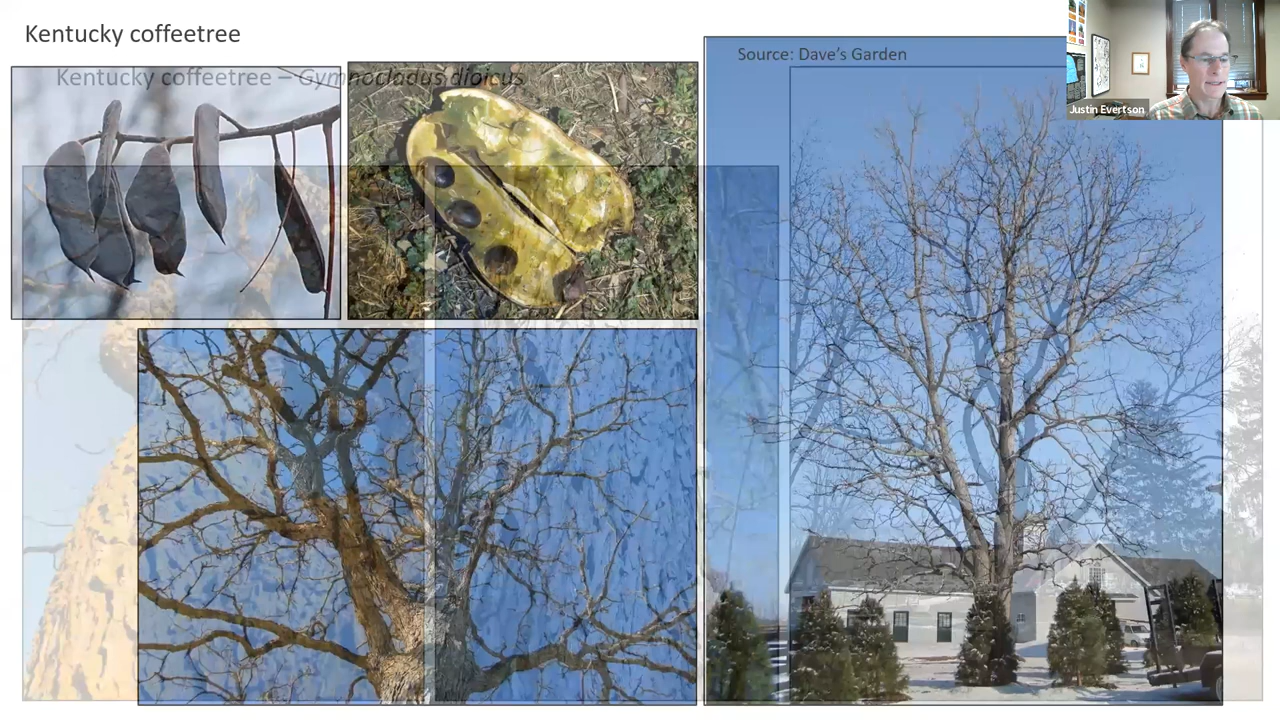 Kentucky coffeetree
Kentucky coffeetree – Gymnocladus dioicus
Source: Dave's Garden
Justin Evertson